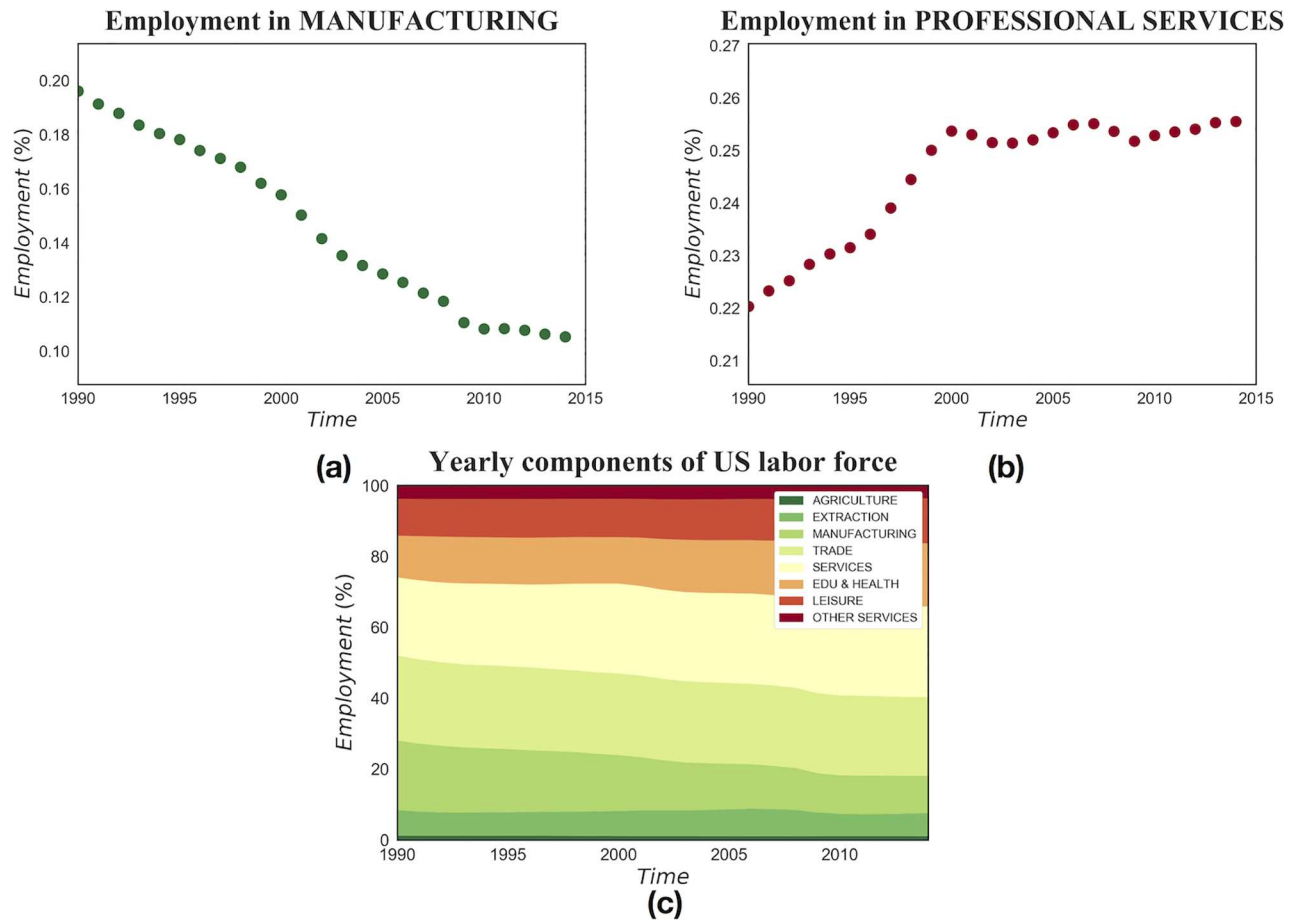 Employment in MANUFACTURING
Employment (%)
0.20
0.18
0.16
0.14
0.12
0.10
1990 1995 2000 2005 2010 2015
Time
(a)
Employment in PROFESSIONAL SERVICES
Employment (%)
0.27
0.26
0.25
0.24
0.23
0.22
0.21
1990 1995 2000 2005 2010 2015
Time
(b)
Yearly components of US labor force
Employment (%)
100
80
60
40
20
0
AGRICULTURE
EXTRACTION
MANUFACTURING
TRADE
SERVICES
EDU & HEALTH
LEISURE
OTHER SERVICES
1990 1995 2000 2005 2010
Time
(c)